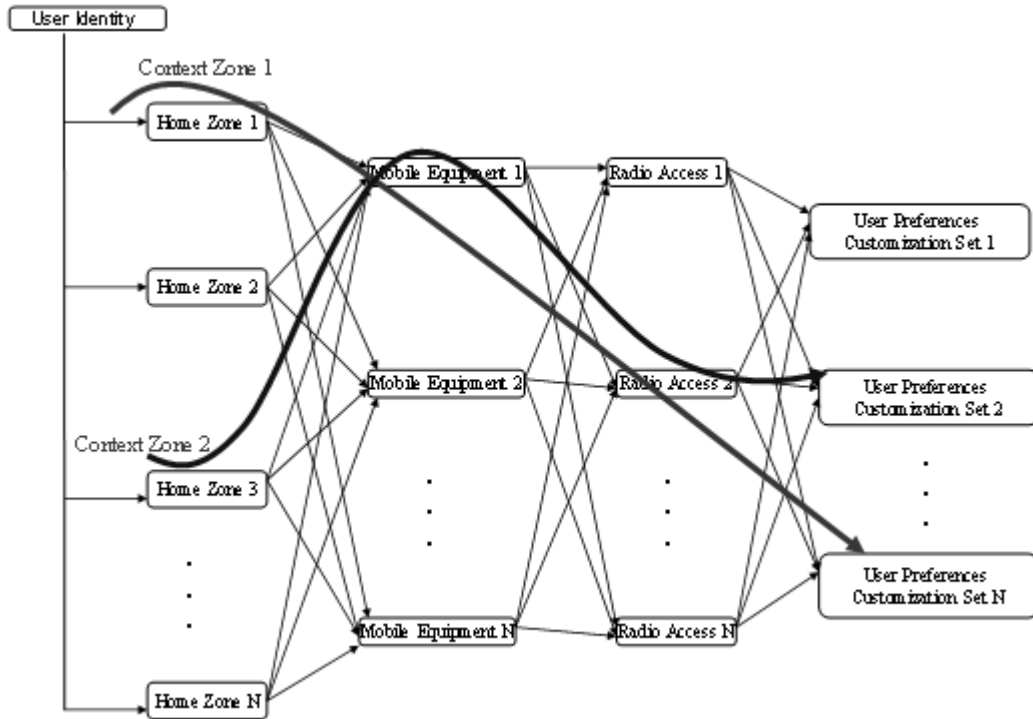 User Identity
Context Zone 1
Home Zone 1
Mobile Equipment 1
Radio Access 1
User Preferences
Customization Set 1
Home Zone 2
Mobile Equipment 2
Radio Access 2
User Preferences
Customization Set 2
Context Zone 2
Home Zone 3
User Preferences
Customization Set N
Mobile Equipment N
Radio Access N
Home Zone N